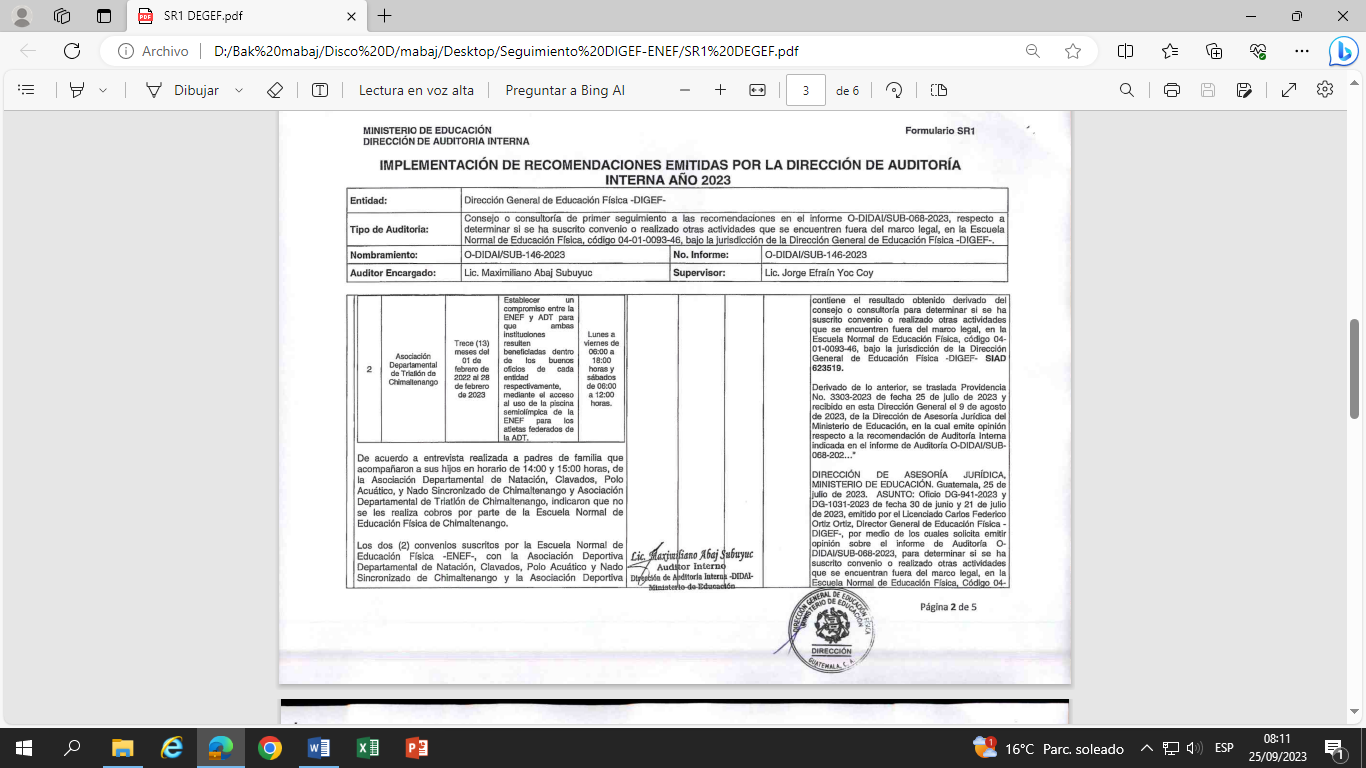 SR1 DEGEF.pdf
Archivo
D:/Bak%20mabaj/Disco%20D/mabaj/Desktop/Seguimiento%20DIGEF-ENEF/SR1%20DEGEF.pdf
Dibujar
Lectura en voz alta
Preguntar a Bing AI
3
de 6
MINISTERIO DE EDUCACIÓN
DIRECCIÓN DE AUDITORIA INTERNA
Formulario SR1
IMPLEMENTACIÓN DE RECOMENDACIONES EMITIDAS POR LA DIRECCIÓN DE AUDITORÍA
INTERNA AÑO 2023
Entidad:
Dirección General de Educación Física -DIGEF-
Tipo de Auditoria:
Consejo o consultoría de primer seguimiento a las recomendaciones en el informe O-DIDAI/SUB-068-2023, respecto a
determinar si se ha suscrito convenio o realizado otras actividades que se encuentren fuera del marco legal, en la Escuela
Normal de Educación Física, código 04-01-0093-46, bajo la jurisdicción de la Dirección General de Educación Física -DIGEF-.
Nombramiento:
O-DIDAI/SUB-146-2023
No. Informe:
O-DIDAI/SUB-146-2023
Auditor Encargado:
Lic. Maximiliano Abaj Subuyuc
Supervisor:
Lic. Jorge Efraín Yoc Coy
2
Asociación
Departamental
de Triatlón de
Chimaltenango
Trece (13)
meses del
01 de
febrero de
2022 al 28
de febrero
de 2023
Establecer un
compromiso entre la
ENEF y ADT para
que ambas
instituciones
resulten
beneficiadas dentro
de los buenos
oficios de cada
entidad
respectivamente,
mediante el acceso
al uso de la piscina
semiolímpica de la
ENEF para los
atletas federados de
la ADT.
Lunes a
viernes de
06:00 a
18:00
horas y
sábados
de 06:00
a 12:00
horas.
De acuerdo a entrevista realizada a padres de familia que
acompañaron a sus hijos en horario de 14:00 y 15:00 horas, de
la Asociación Departamental de Natación, Clavados, Polo
Acuático, y Nado Sincronizado de Chimaltenango y Asociación
Departamental de Triatlón de Chimaltenango, indicaron que no
se les realiza cobros por parte de la Escuela Normal de
Educación Física de Chimaltenango.
Los dos (2) convenios suscritos por la Escuela Normal de
Educación Física -ENEF-, con la Asociación Deportiva
Departamental de Natación, Clavados, Polo Acuático y Nado
Sincronizado de Chimaltenango y la Asociación Deportiva
Lic. Maximiliano Abaj Subuyuc
Auditor Interno
Dirección de Auditoria Interna -DIDAI-
Ministerio de Educación
contiene el resultado obtenido derivado del
consejo o consultoría para determinar si se ha
suscrito convenio o realizado otras actividades
que se encuentren fuera del marco legal, en la
Escuela Normal de Educación Física, código 04-
01-0093-46, bajo la jurisdicción de la Dirección
General de Educación Física -DIGEF- SIAD
623519.
Derivado de lo anterior, se traslada Providencia
No. 3303-2023 de fecha 25 de julio de 2023 y
recibido en esta Dirección General el 9 de agosto
de 2023, de la Dirección de Asesoría Jurídica del
Ministerio de Educación, en la cual emite opinión
respecto a la recomendación de Auditoría Interna
indicada en el informe de Auditoría O-DIDAI/SUB-
068-202..."
DIRECCIÓN DE ASESORÍA JURÍDICA,
MINISTERIO DE EDUCACIÓN. Guatemala, 25 de
julio de 2023. ASUNTO: Oficio DG-941-2023 y
DG-1031-2023 de fecha 30 de junio y 21 de julio
de 2023, emitido por el Licenciado Carlos Federico
Ortiz Ortiz, Director General de Educación Física -
DIGEF-, por medio de los cuales solicita emitir
opinión sobre el informe de Auditoría O-
DIDAI/SUB-068-2023, para determinar si se ha
suscrito convenio o realizado otras actividades
que se encuentran fuera del marco legal, en la
Escuela Normal de Educación Física, Código 04-
DIRECCIÓN GENERAL DE EDUCACIÓN FÍSICA
MINISTERIO DE EDUCACIÓN
DIRECCIÓN
GUATEMALA, C. A.
Página 2 de 5
16°C Parc. soleado
ESP
08:11
25/09/2023